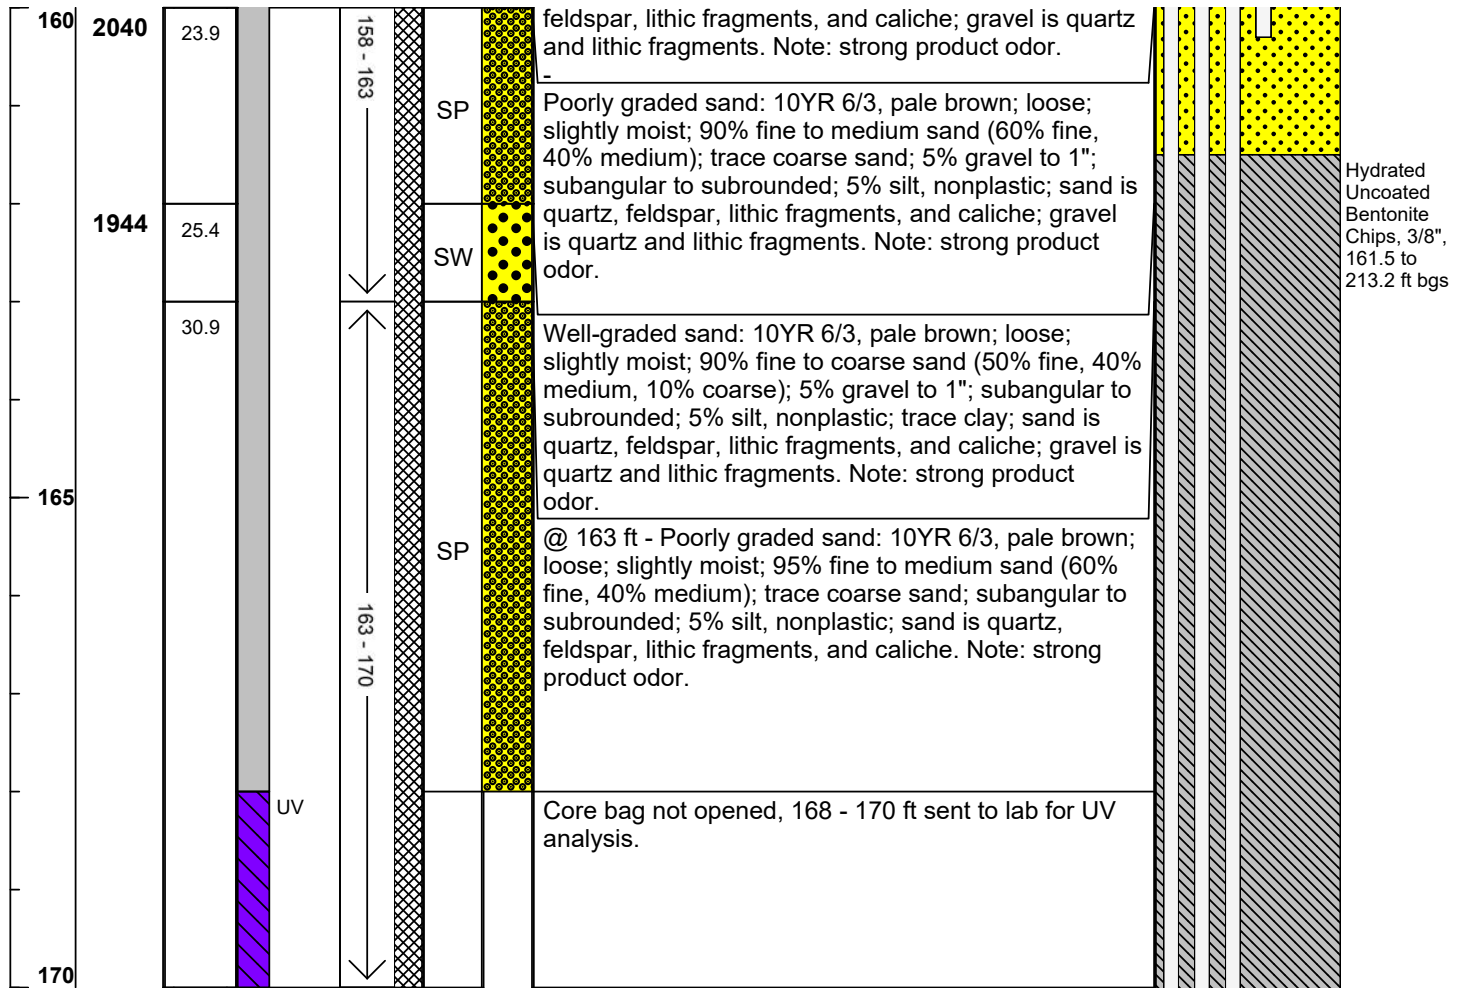 160
2040
23.9
158 - 163
SP
feldspar, lithic fragments, and caliche; gravel is quartz
and lithic fragments. Note: strong product odor.
-
Poorly graded sand: 10YR 6/3, pale brown; loose;
slightly moist; 90% fine to medium sand (60% fine,
40% medium); trace coarse sand; 5% gravel to 1";
subangular to subrounded; 5% silt, nonplastic; sand is
quartz, feldspar, lithic fragments, and caliche; gravel
is quartz and lithic fragments. Note: strong product
odor.
Hydrated
Uncoated
Bentonite
Chips, 3/8",
161.5 to
213.2 ft bgs
1944
25.4
SW
30.9
Well-graded sand: 10YR 6/3, pale brown; loose;
slightly moist; 90% fine to coarse sand (50% fine, 40%
medium, 10% coarse); 5% gravel to 1"; subangular to
subrounded; 5% silt, nonplastic; trace clay; sand is
quartz, feldspar, lithic fragments, and caliche; gravel is
quartz and lithic fragments. Note: strong product
odor.
165
163 - 170
SP
@ 163 ft - Poorly graded sand: 10YR 6/3, pale brown;
loose; slightly moist; 95% fine to medium sand (60%
fine, 40% medium); trace coarse sand; subangular to
subrounded; 5% silt, nonplastic; sand is quartz,
feldspar, lithic fragments, and caliche. Note: strong
product odor.
UV
Core bag not opened, 168 - 170 ft sent to lab for UV
analysis.
170